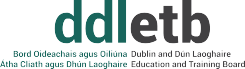 ddletb
Bord Oideachais agus Oiliúna Dublin and Dún Laoghaire
Átha Cliath agus Dhún Laoghaire Education and Training Board